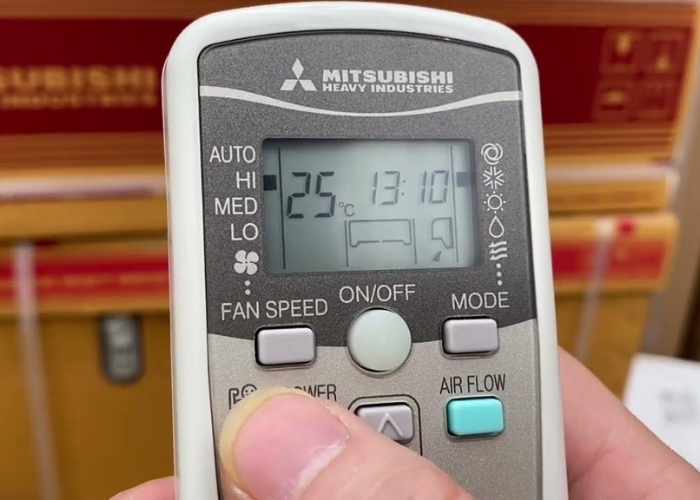 MITSUBISHI
HEAVY INDUSTRIES
AUTO
HI
MED
LO
25°C
13:10
FAN SPEED
ON/OFF
MODE
AIR FLOW